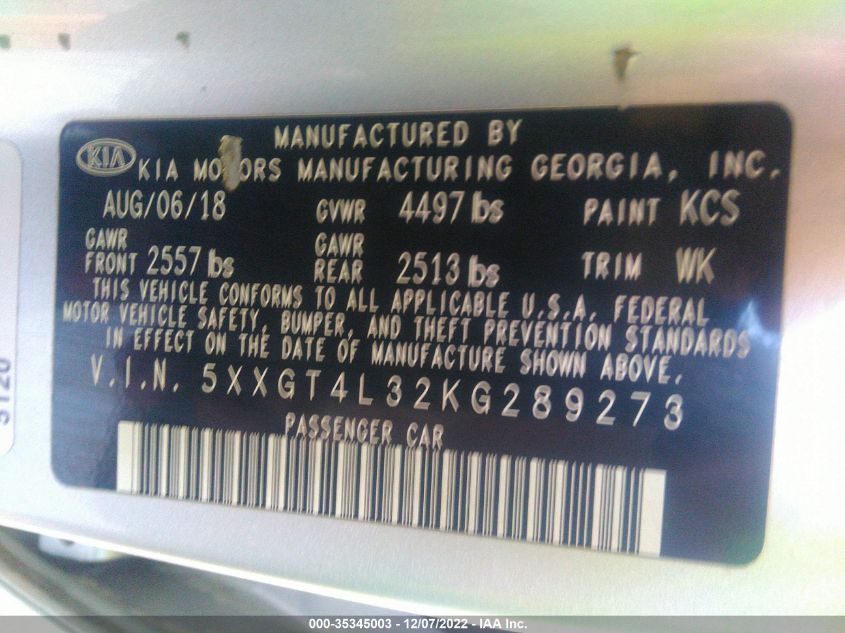 MANUFACTURED BY
KIA KIA MOTORS MANUFACTURING GEORGIA, INC.
AUG/06/18 GVWR 4497 lbs PAINT KCS
GAWR FRONT 2557 lbs GAWR REAR 2513 lbs TRIM WK
THIS VEHICLE CONFORMS TO ALL APPLICABLE U.S.A. FEDERAL
MOTOR VEHICLE SAFETY, BUMPER, AND THEFT PREVENTION STANDARDS
IN EFFECT ON THE DATE OF MANUFACTURE SHOWN ABOVE.
V.I.N. 5XXGT4L32KG289273
PASSENGER CAR
000-35345003 - 12/07/2022 - IAA Inc.